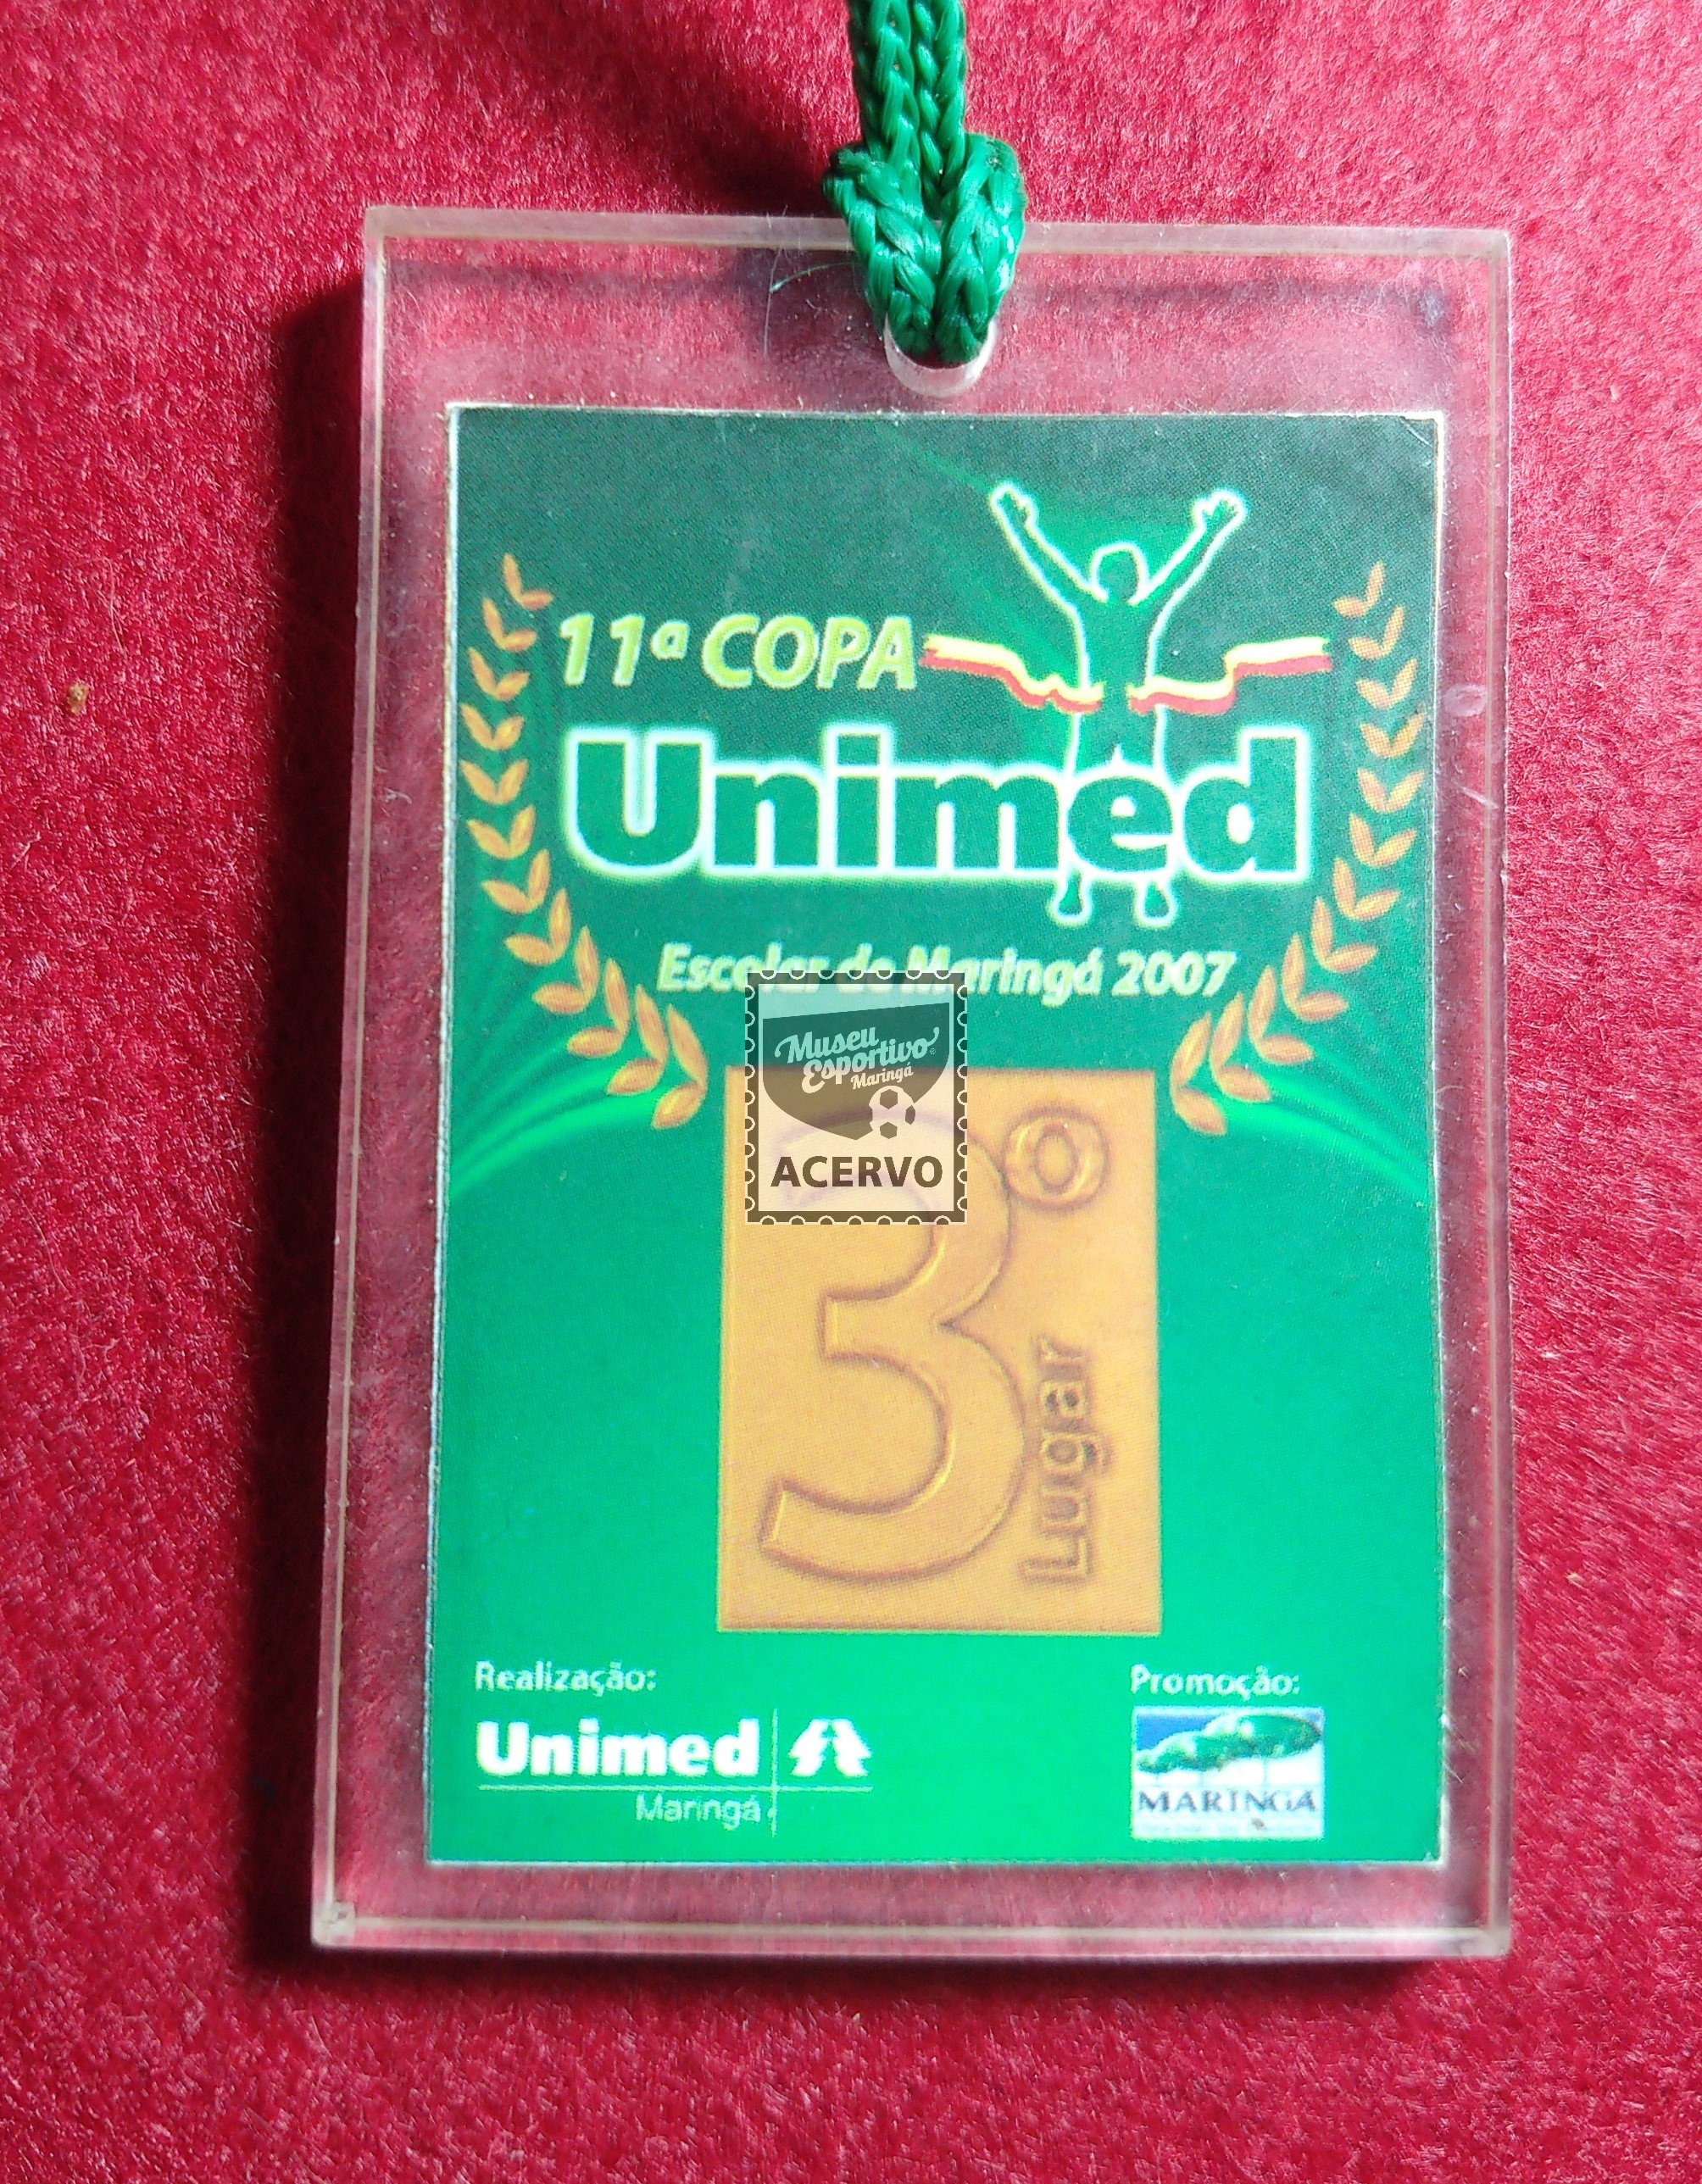 11ª COPA
Unimed
Escolar de Maringá 2007
Museu
Esportivo
Maringá
ACERVO
3º
Lugar
Realização:
Unimed
Maringá
Promoção:
MARINGÁ